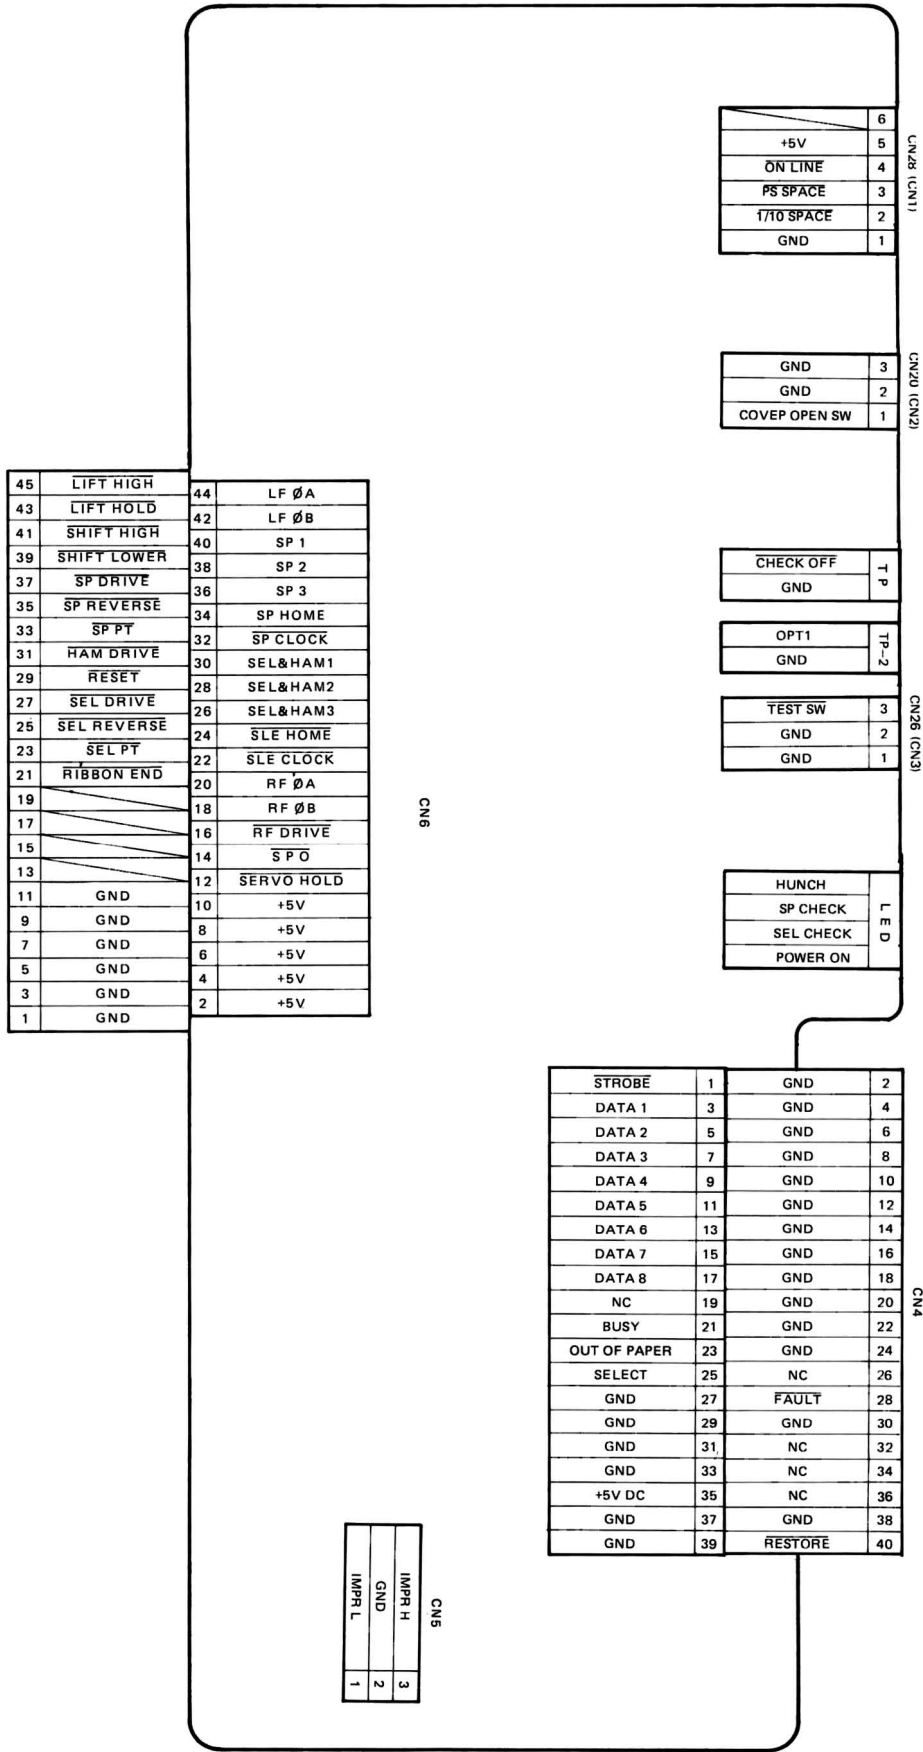 CN28 (CN1)
6
+5V 5
ON LINE 4
PS SPACE 3
1/10 SPACE 2
GND 1
CN20 (CN2)
GND 3
GND 2
COVEP OPEN SW 1
TP
CHECK OFF
GND
TP-2
OPT1
GND
CN26 (CN3)
TEST SW 3
GND 2
GND 1
LED
HUNCH
SP CHECK
SEL CHECK
POWER ON
45 LIFT HIGH
43 LIFT HOLD
41 SHIFT HIGH
39 SHIFT LOWER
37 SP DRIVE
35 SP REVERSE
33 SP PT
31 HAM DRIVE
29 RESET
27 SEL DRIVE
25 SEL REVERSE
23 SEL PT
21 RIBBON END
19
17
15
13
11 GND
9 GND
7 GND
5 GND
3 GND
1 GND
44 LF ØA
42 LF ØB
40 SP 1
38 SP 2
36 SP 3
34 SP HOME
32 SP CLOCK
30 SEL&HAM1
28 SEL&HAM2
26 SEL&HAM3
24 SLE HOME
22 SLE CLOCK
20 RF ØA
18 RF ØB
16 RF DRIVE
14 S P O
12 SERVO HOLD
10 +5V
8 +5V
6 +5V
4 +5V
2 +5V
CN6
STROBE 1 GND 2
DATA 1 3 GND 4
DATA 2 5 GND 6
DATA 3 7 GND 8
DATA 4 9 GND 10
DATA 5 11 GND 12
DATA 6 13 GND 14
DATA 7 15 GND 16
DATA 8 17 GND 18
NC 19 GND 20
BUSY 21 GND 22
OUT OF PAPER 23 GND 24
SELECT 25 NC 26
GND 27 FAULT 28
GND 29 GND 30
GND 31 NC 32
GND 33 NC 34
+5V DC 35 NC 36
GND 37 GND 38
GND 39 RESTORE 40
CN4
CN5
IMPR H 3
GND 2
IMPR L 1